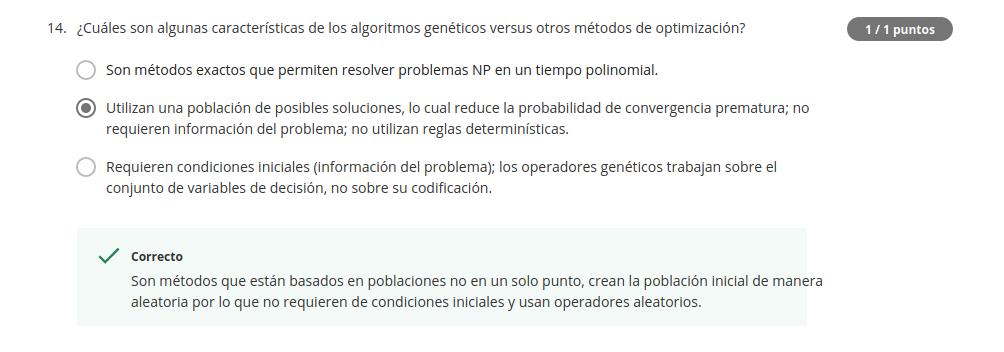 14. ¿Cuáles son algunas características de los algoritmos genéticos versus otros métodos de optimización?
1 / 1 puntos
Son métodos exactos que permiten resolver problemas NP en un tiempo polinomial.
Utilizan una población de posibles soluciones, lo cual reduce la probabilidad de convergencia prematura; no
requieren información del problema; no utilizan reglas determinísticas.
Requieren condiciones iniciales (información del problema); los operadores genéticos trabajan sobre el
conjunto de variables de decisión, no sobre su codificación.
Correcto
Son métodos que están basados en poblaciones no en un solo punto, crean la población inicial de manera
aleatoria por lo que no requieren de condiciones iniciales y usan operadores aleatorios.